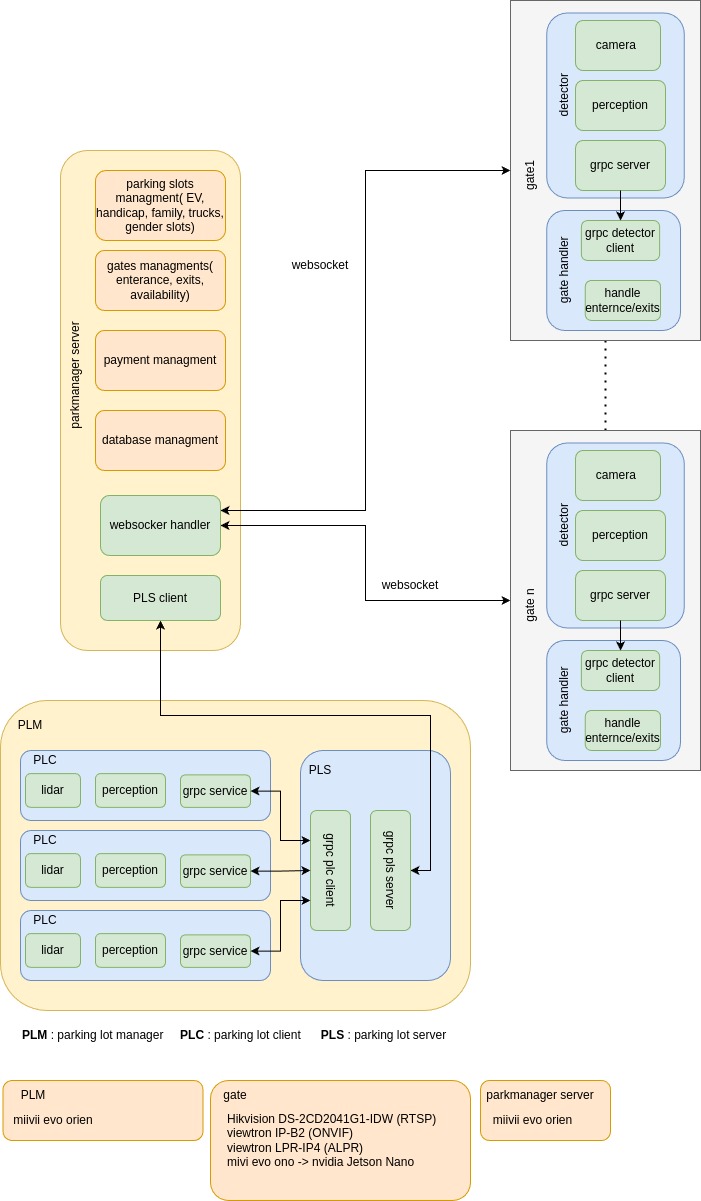 camera
perception
grpc server
detector
gate1
grpc detector
client
handle
enternce/exits
gate handler
parking slots
managment( EV,
handicap, family, trucks,
gender slots)
gates managments(
enterance, exits,
availability)
payment managment
database managment
websocker handler
PLS client
parkmanager server
websocket
websocket
camera
perception
grpc server
detector
gate n
grpc detector
client
handle
enternce/exits
gate handler
PLM
PLC
lidar
perception
grpc service
PLC
lidar
perception
grpc service
PLC
lidar
perception
grpc service
PLS
grpc plc client
grpc pls server
PLM : parking lot manager
PLC : parking lot client
PLS : parking lot server
PLM
miivii evo orien
gate
Hikvision DS-2CD2041G1-IDW (RTSP)
viewtron IP-B2 (ONVIF)
viewtron LPR-IP4 (ALPR)
mivi evo ono -> nvidia Jetson Nano
parkmanager server
miivii evo orien